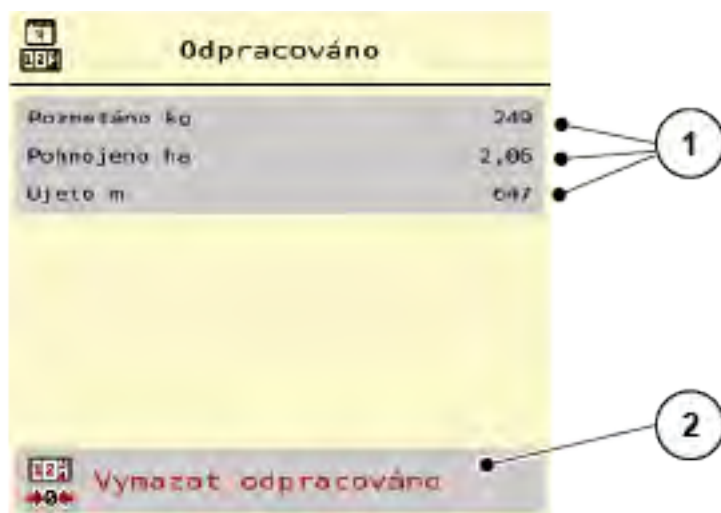 Odpracováno
Rozmetáno kg 249
Pohnojeno ha 2,06
Ujeto m 647
1
Vymazat odpracováno
2